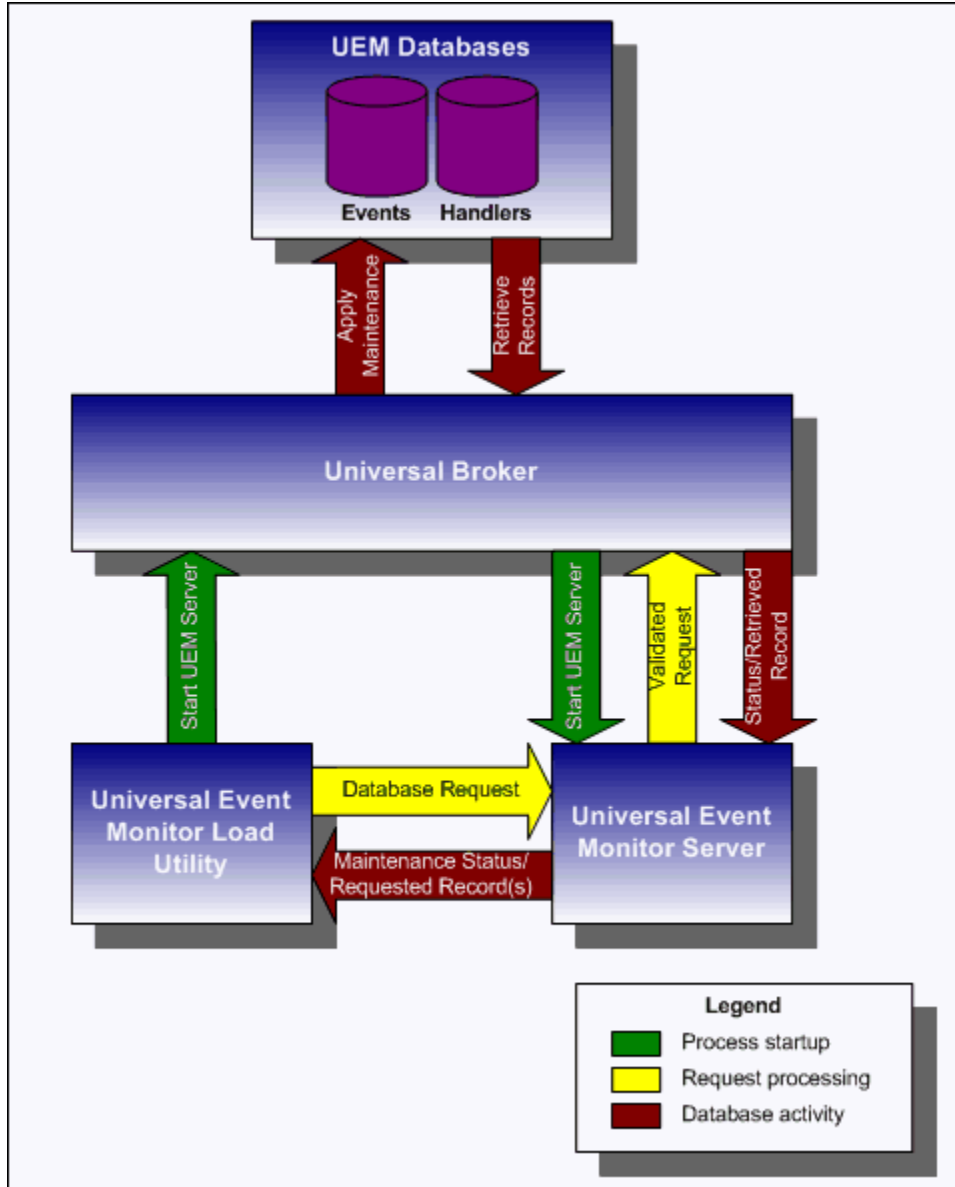 UEM Databases
Events
Handlers
Apply
Maintenance
Retrieve
Records
Universal Broker
Start UEM Server
Start UEM Server
Validated
Request
Status/Retrieved
Record
Universal Event
Monitor Load
Utility
Database Request
Maintenance Status/
Requested Record(s)
Universal Event
Monitor Server
Legend
Process startup
Request processing
Database activity